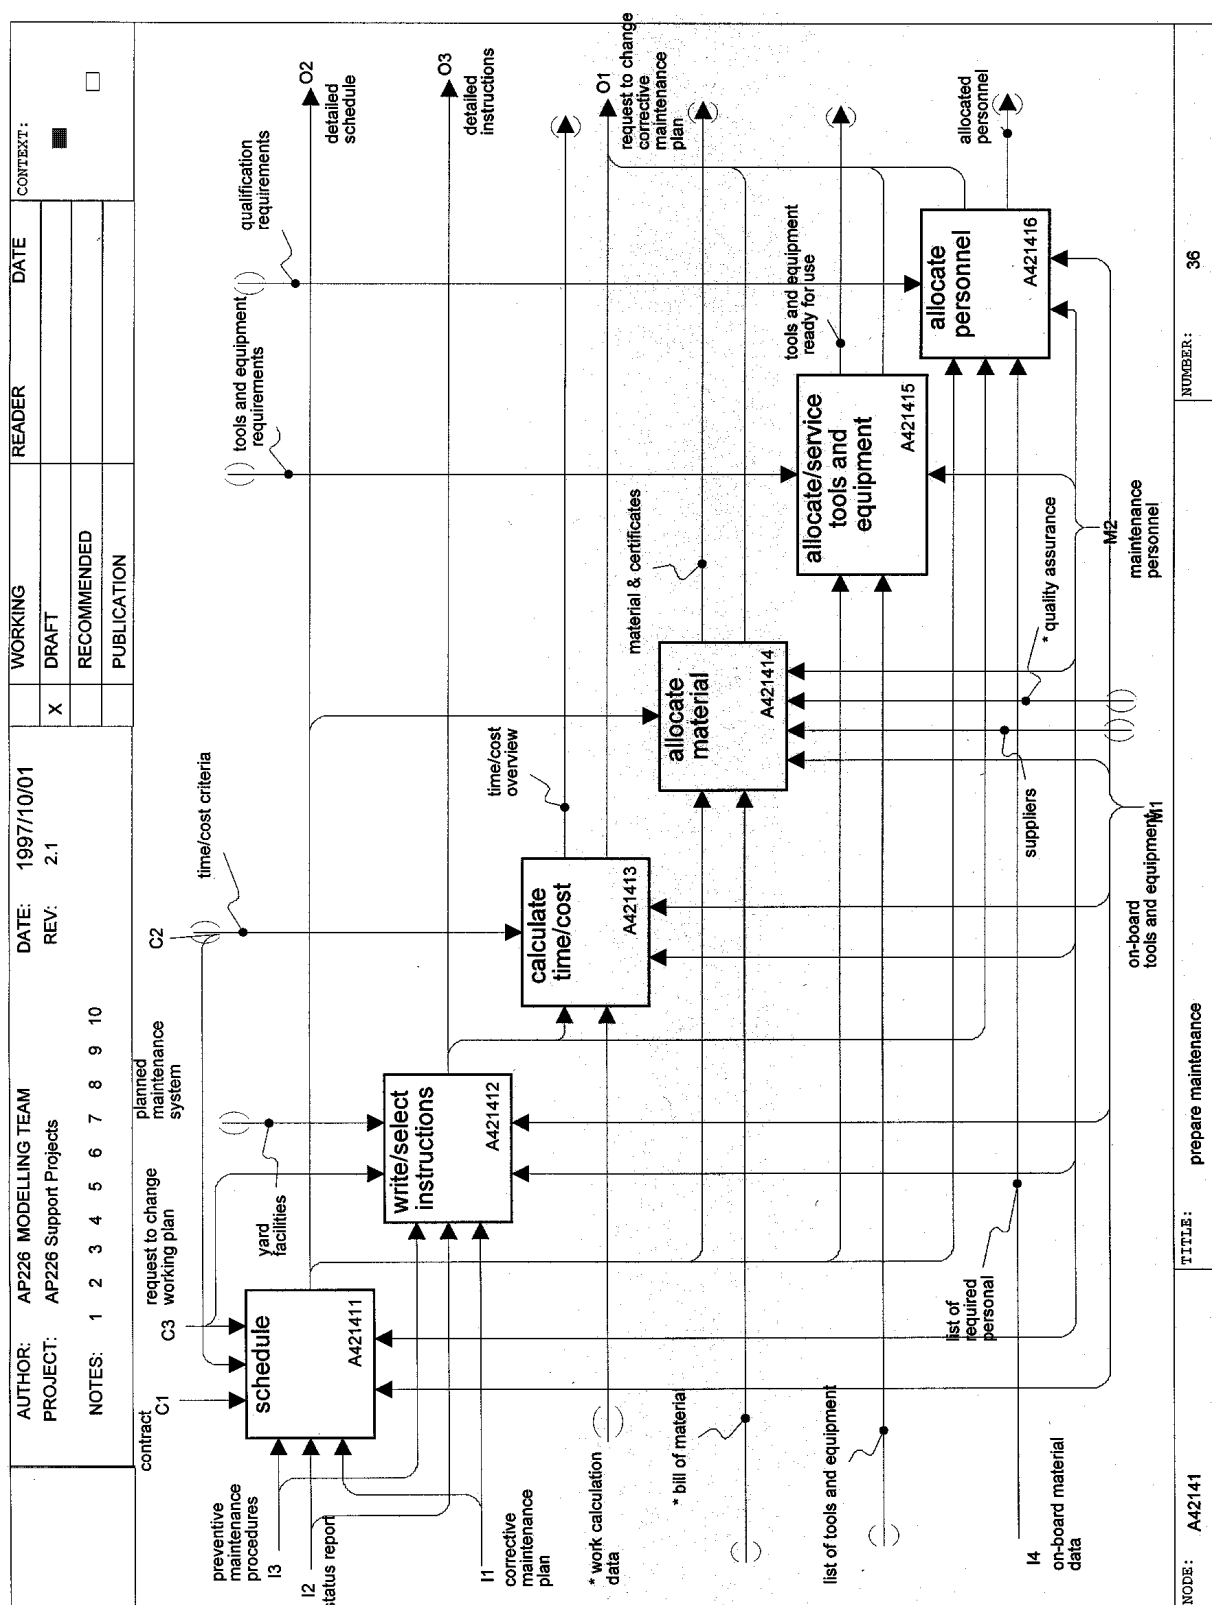 AUTHOR: AP226 MODELLING TEAM
DATE: 1997/10/01
WORKING
READER
DATE
CONTEXT:
PROJECT: AP226 Support Projects
REV: 2.1
X DRAFT
RECOMMENDED
NOTES: 1 2 3 4 5 6 7 8 9 10
PUBLICATION
contract
C1
C3
request to change
working plan
planned
maintenance
system
C2
time/cost criteria
tools and equipment
requirements
qualification
requirements
yard
facilities
preventive
maintenance
procedures
I3
I2
status report
I1
corrective
maintenance
plan
schedule
A421411
O2
detailed
schedule
write/select
instructions
A421412
O3
detailed
instructions
* work calculation
data
calculate
time/cost
A421413
time/cost
overview
O1
request to change
corrective
maintenance
plan
* bill of material
allocate
material
A421414
material & certificates
list of tools and equipment
allocate/service
tools and
equipment
A421415
tools and equipment
ready for use
list of
required
personal
allocate
personnel
A421416
allocated
personnel
I4
on-board material
data
suppliers
* quality assurance
M1
on-board
tools and equipment
M2
maintenance
personnel
NODE: A42141
TITLE: prepare maintenance
NUMBER: 36